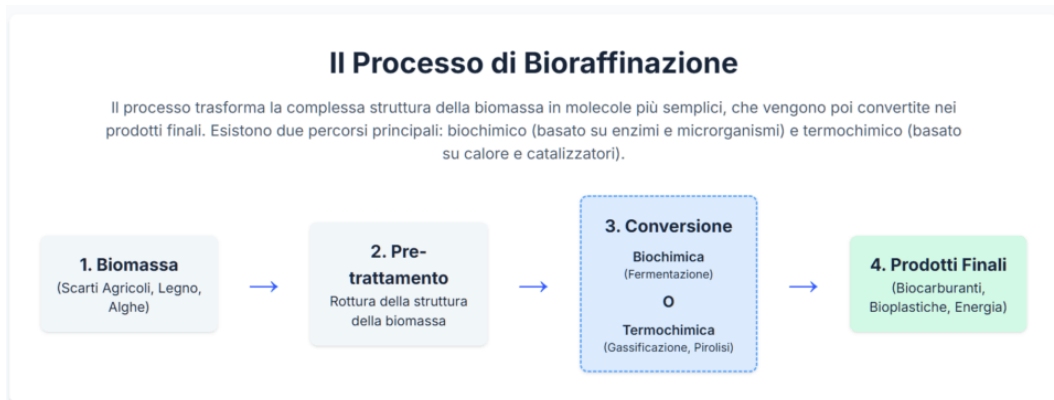 Il Processo di Bioraffinazione
Il processo trasforma la complessa struttura della biomassa in molecole più semplici, che vengono poi convertite nei
prodotti finali. Esistono due percorsi principali: biochimico (basato su enzimi e microrganismi) e termochimico (basato
su calore e catalizzatori).
1. Biomassa
(Scarti Agricoli, Legno,
Alghe)
→
2. Pre-
trattamento
Rottura della struttura
della biomassa
→
3. Conversione
Biochimica
(Fermentazione)
O
Termochimica
(Gassificazione, Pirolisi)
→
4. Prodotti Finali
(Biocarburanti,
Bioplastiche, Energia)